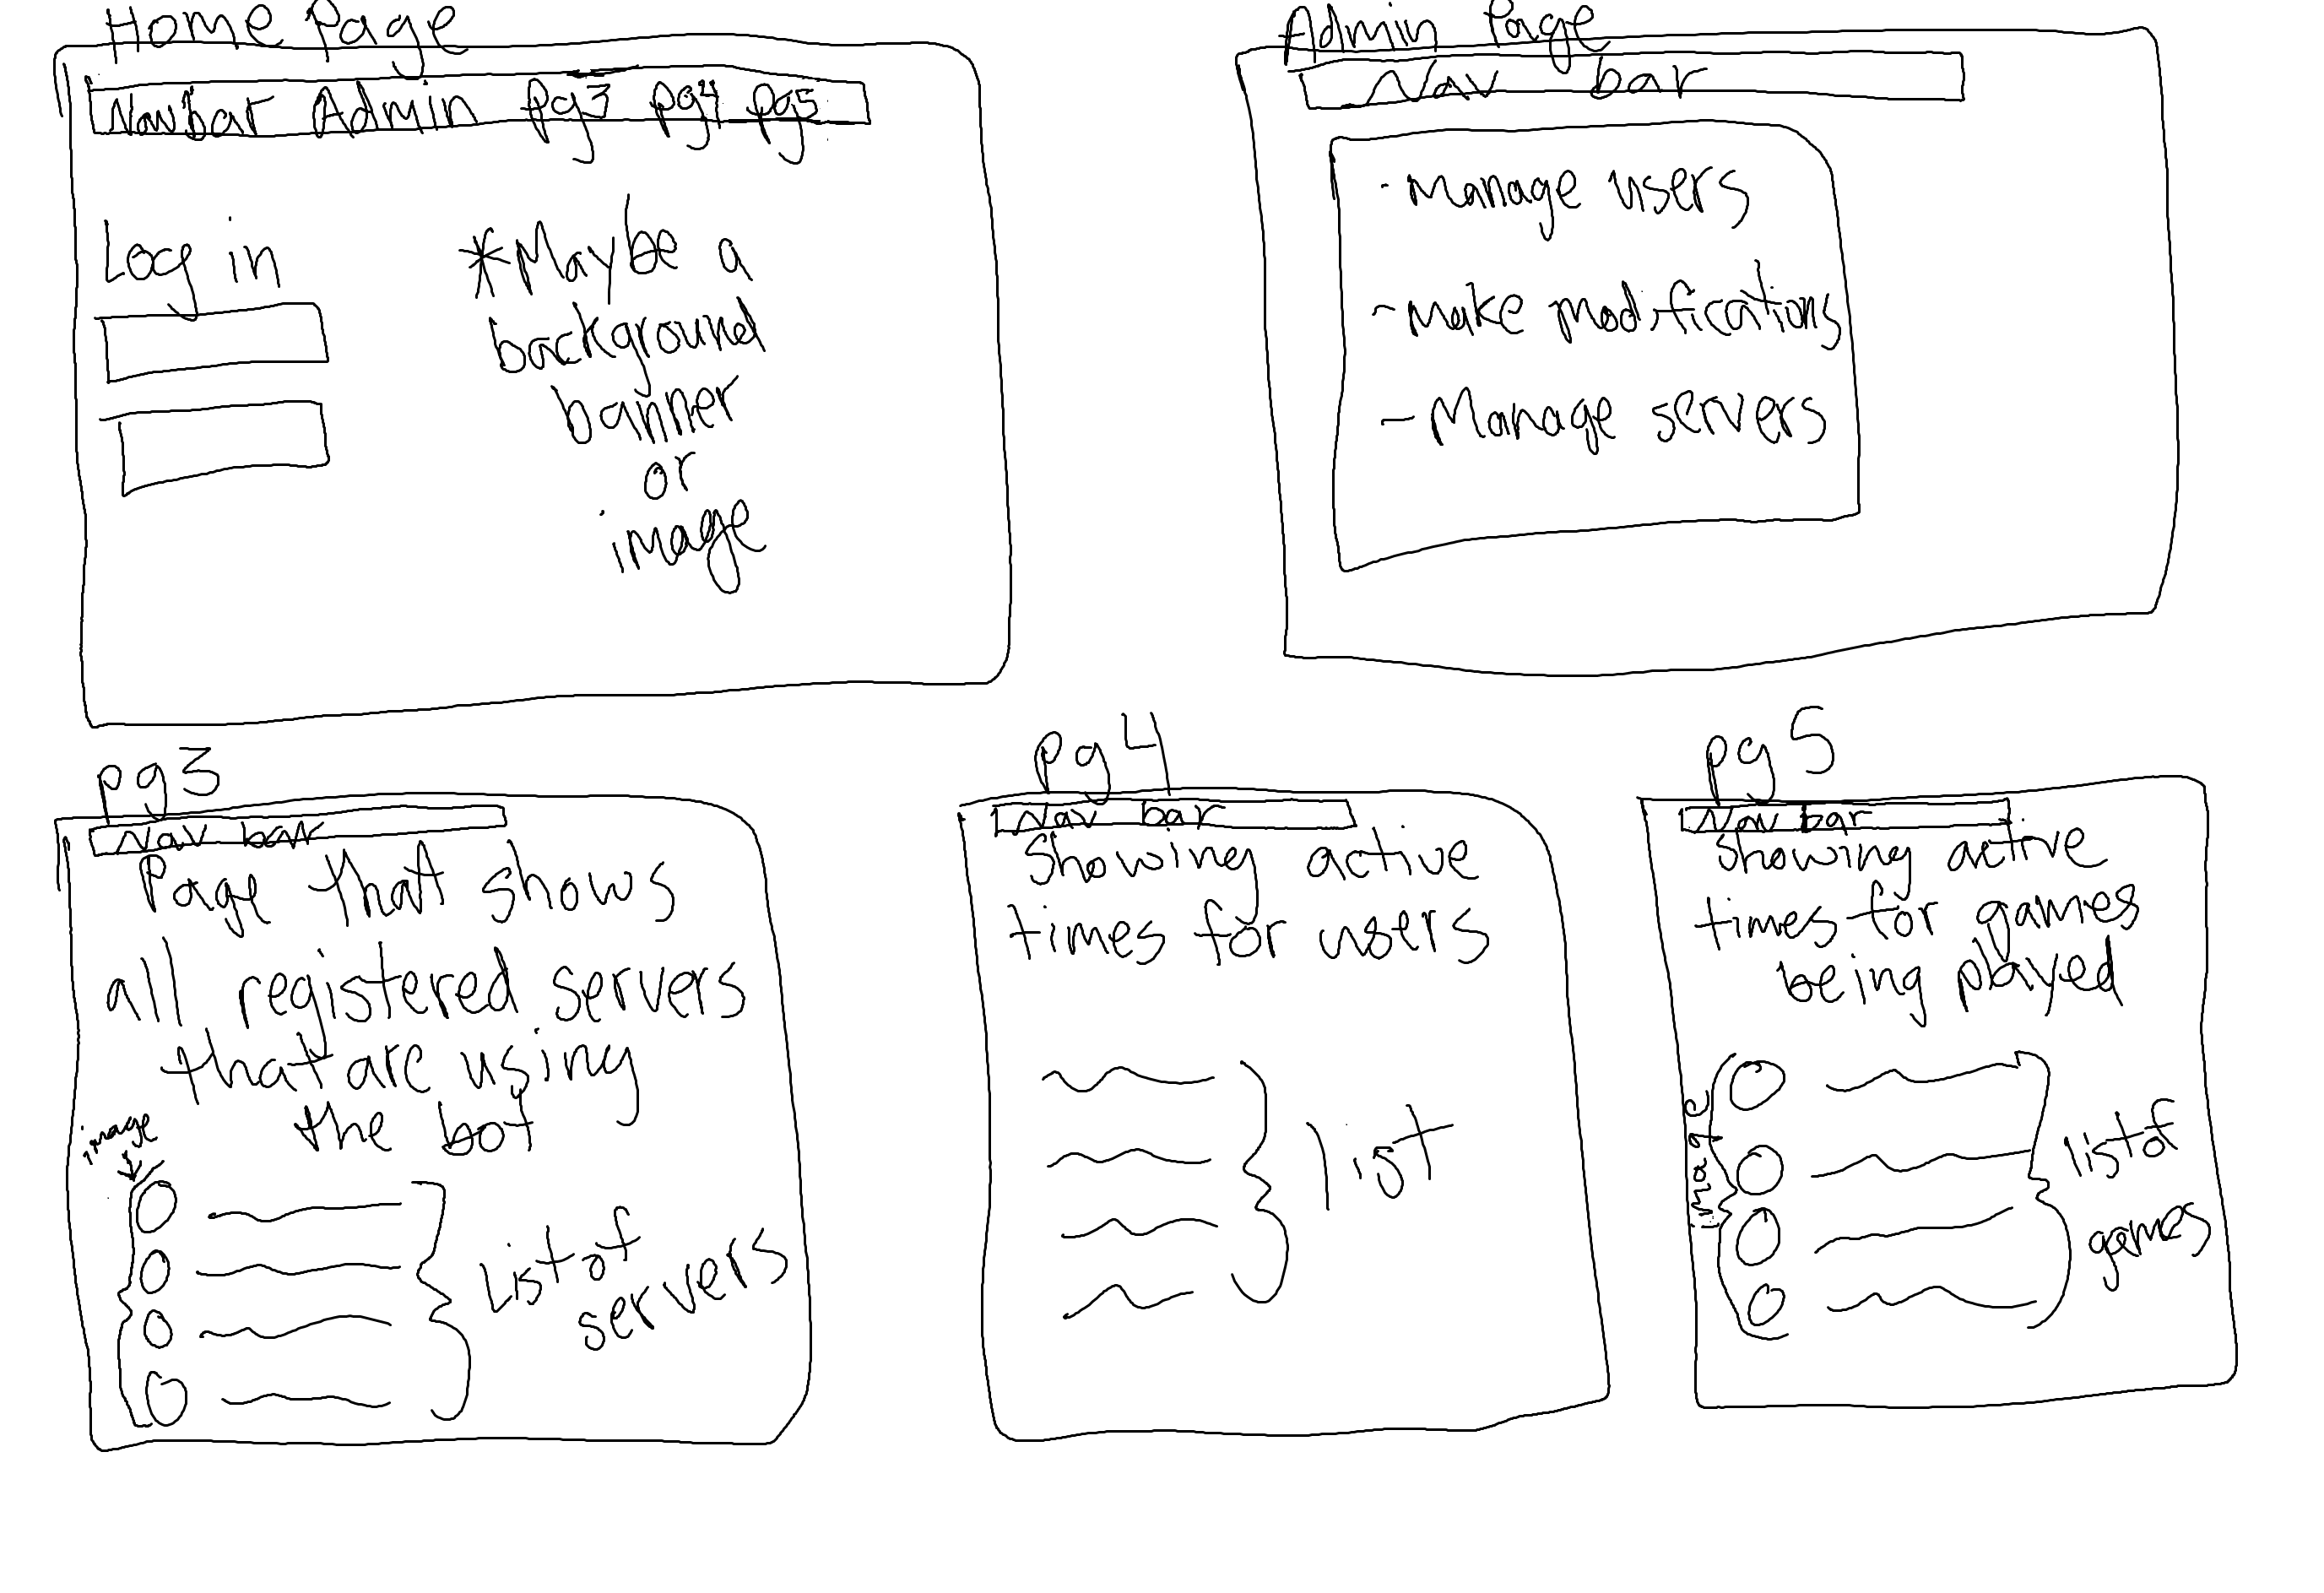 Home Page
Navbar Admin pg3 pg4 pg5
Log in
*Maybe a
background
banner
or
image
Admin Page
Nav bar
- Manage users
- Make modifications
- Manage servers
pg3
Nav bar
Page that shows
all registered servers
that are using
the bot
image
List of
servers
pg4
Nav bar
Showing active
times for users
list
pg5
Nav bar
Showing active
times for games
being played
image
list of
games